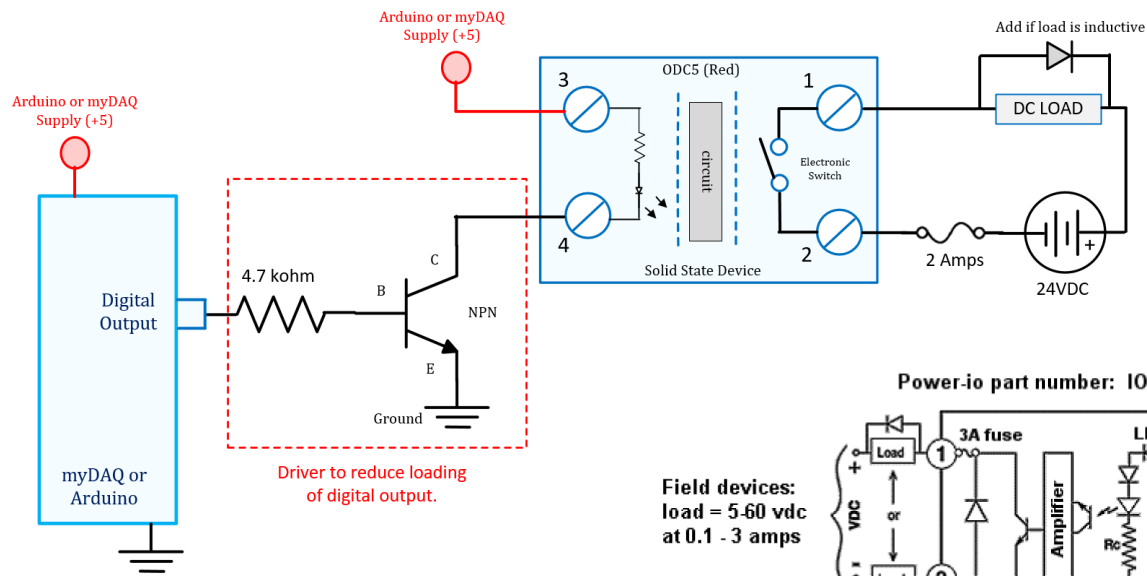 Arduino or myDAQ
Supply (+5)
Arduino or myDAQ
Supply (+5)
Add if load is inductive
ODC5 (Red)
3
1
DC LOAD
circuit
Electronic
Switch
4
2
Solid State Device
2 Amps
+
24VDC
4.7 kohm
C
B
NPN
E
Ground
Digital
Output
myDAQ or
Arduino
Driver to reduce loading
of digital output.
Power-io part number: IO
3A fuse
Load
1
+
VDC
or
-
Field devices:
load = 5-60 vdc
at 0.1 - 3 amps
Amplifier
Rc